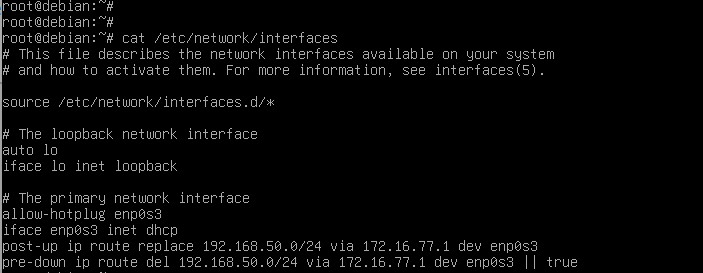 root@debian:~#
root@debian:~#
root@debian:~# cat /etc/network/interfaces
# This file describes the network interfaces available on your system
# and how to activate them. For more information, see interfaces(5).
source /etc/network/interfaces.d/*
# The loopback network interface
auto lo
iface lo inet loopback
# The primary network interface
allow-hotplug enp0s3
iface enp0s3 inet dhcp
post-up ip route replace 192.168.50.0/24 via 172.16.77.1 dev enp0s3
pre-down ip route del 192.168.50.0/24 via 172.16.77.1 dev enp0s3 || true